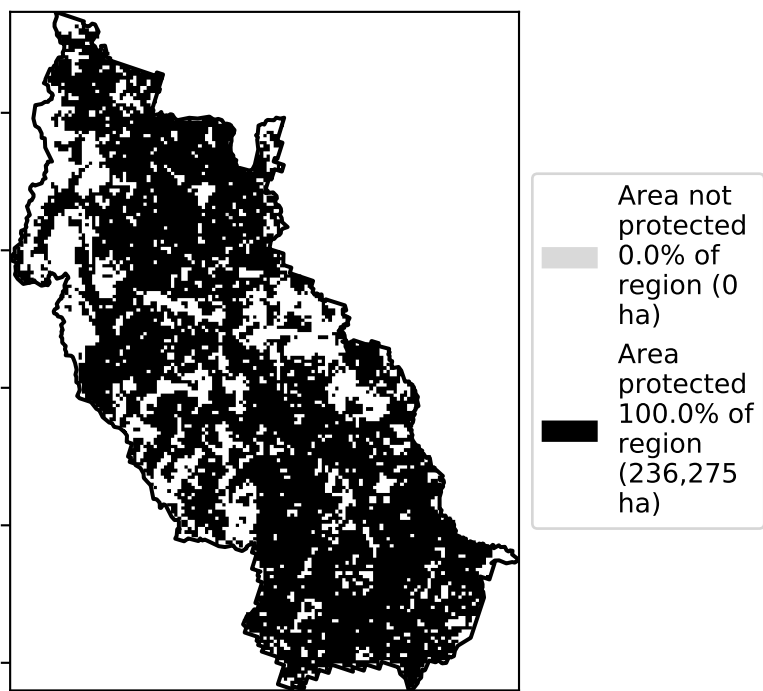 Area not
protected
0.0% of
region (0
ha)
Area
protected
100.0% of
region
(236,275
ha)